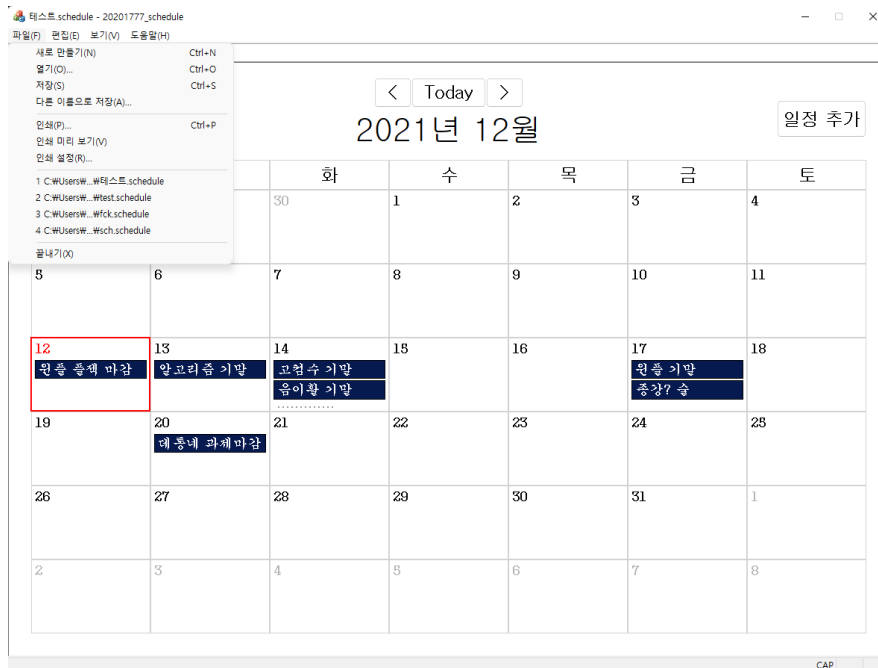 테스트.schedule - 20201777_schedule
파일(F) 편집(E) 보기(V) 도움말(H)
새로 만들기(N) Ctrl+N
열기(O)... Ctrl+O
저장(S) Ctrl+S
다른 이름으로 저장(A)...
인쇄(P)... Ctrl+P
인쇄 미리 보기(V)
인쇄 설정(R)...
1 C:₩Users₩...₩테스트.schedule
2 C:₩Users₩...₩test.schedule
3 C:₩Users₩...₩fck.schedule
4 C:₩Users₩...₩sch.schedule
끝내기(X)
< Today >
2021년 12월
일정 추가
화 수 목 금 토
30 1 2 3 4
5 6 7 8 9 10 11
12 13 14 15 16 17 18
윈플 플젝 마감 알고리즘 기말 고컴수 기말 윈플 기말
음이활 기말 종강? 술
.............
19 20 21 22 23 24 25
데통네 과제마감
26 27 28 29 30 31 1
2 3 4 5 6 7 8
CAP